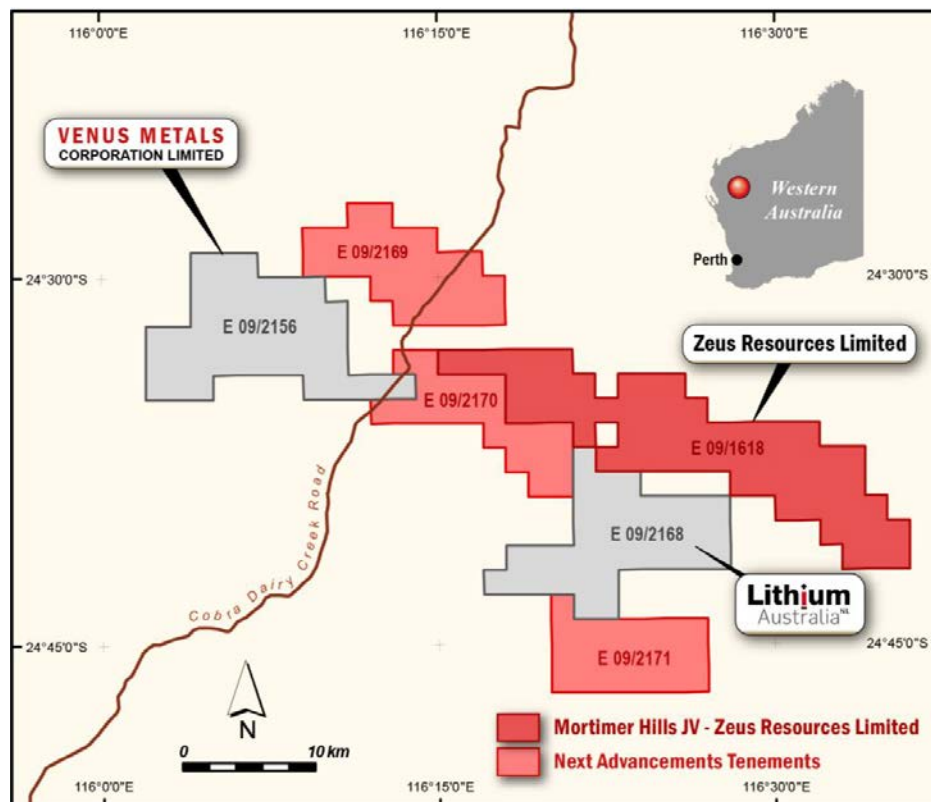 116°0'0"E
116°15'0"E
116°30'0"E
VENUS METALS
CORPORATION LIMITED
Western
Australia
Perth
E 09/2169
24°30'0"S
24°30'0"S
E 09/2156
Zeus Resources Limited
E 09/2170
E 09/1618
E 09/2168
Cobra Dairy Creek Road
Lithium
Australia NL
24°45'0"S
24°45'0"S
E 09/2171
N
0 10 km
Mortimer Hills JV - Zeus Resources Limited
Next Advancements Tenements
116°0'0"E
116°15'0"E
116°30'0"E